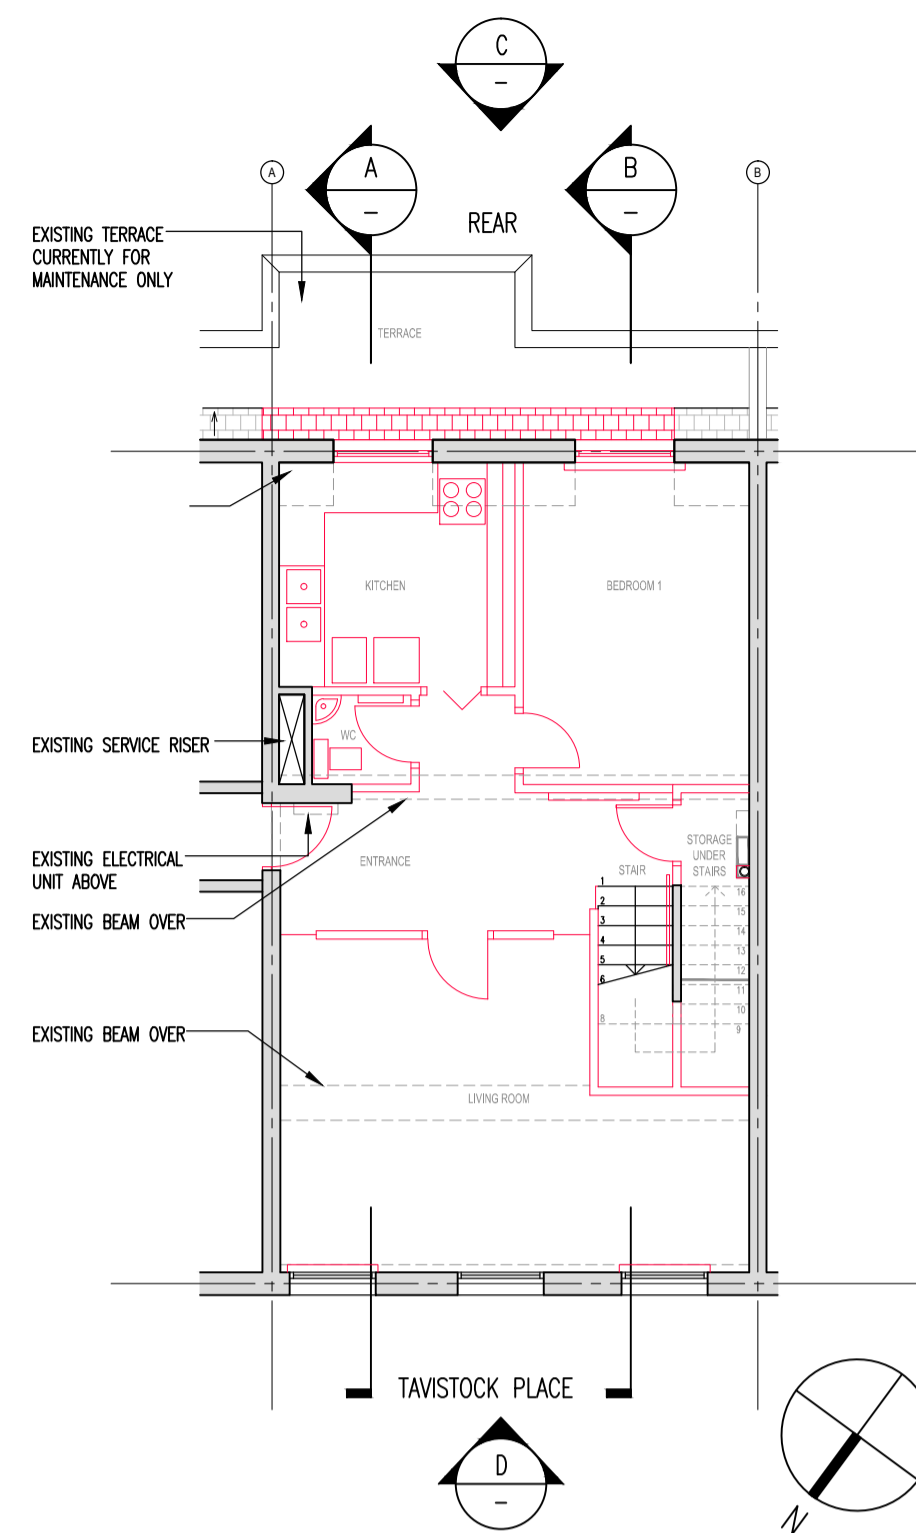 C
–
A
–
B
–
A
B
REAR
EXISTING TERRACE
CURRENTLY FOR
MAINTENANCE ONLY
TERRACE
KITCHEN
BEDROOM 1
EXISTING SERVICE RISER
WC
EXISTING ELECTRICAL
UNIT ABOVE
ENTRANCE
STAIR
STORAGE
UNDER
STAIRS
EXISTING BEAM OVER
1
2
3
4
5
6
8
16
15
14
13
12
11
10
9
EXISTING BEAM OVER
LIVING ROOM
TAVISTOCK PLACE
D
–
N